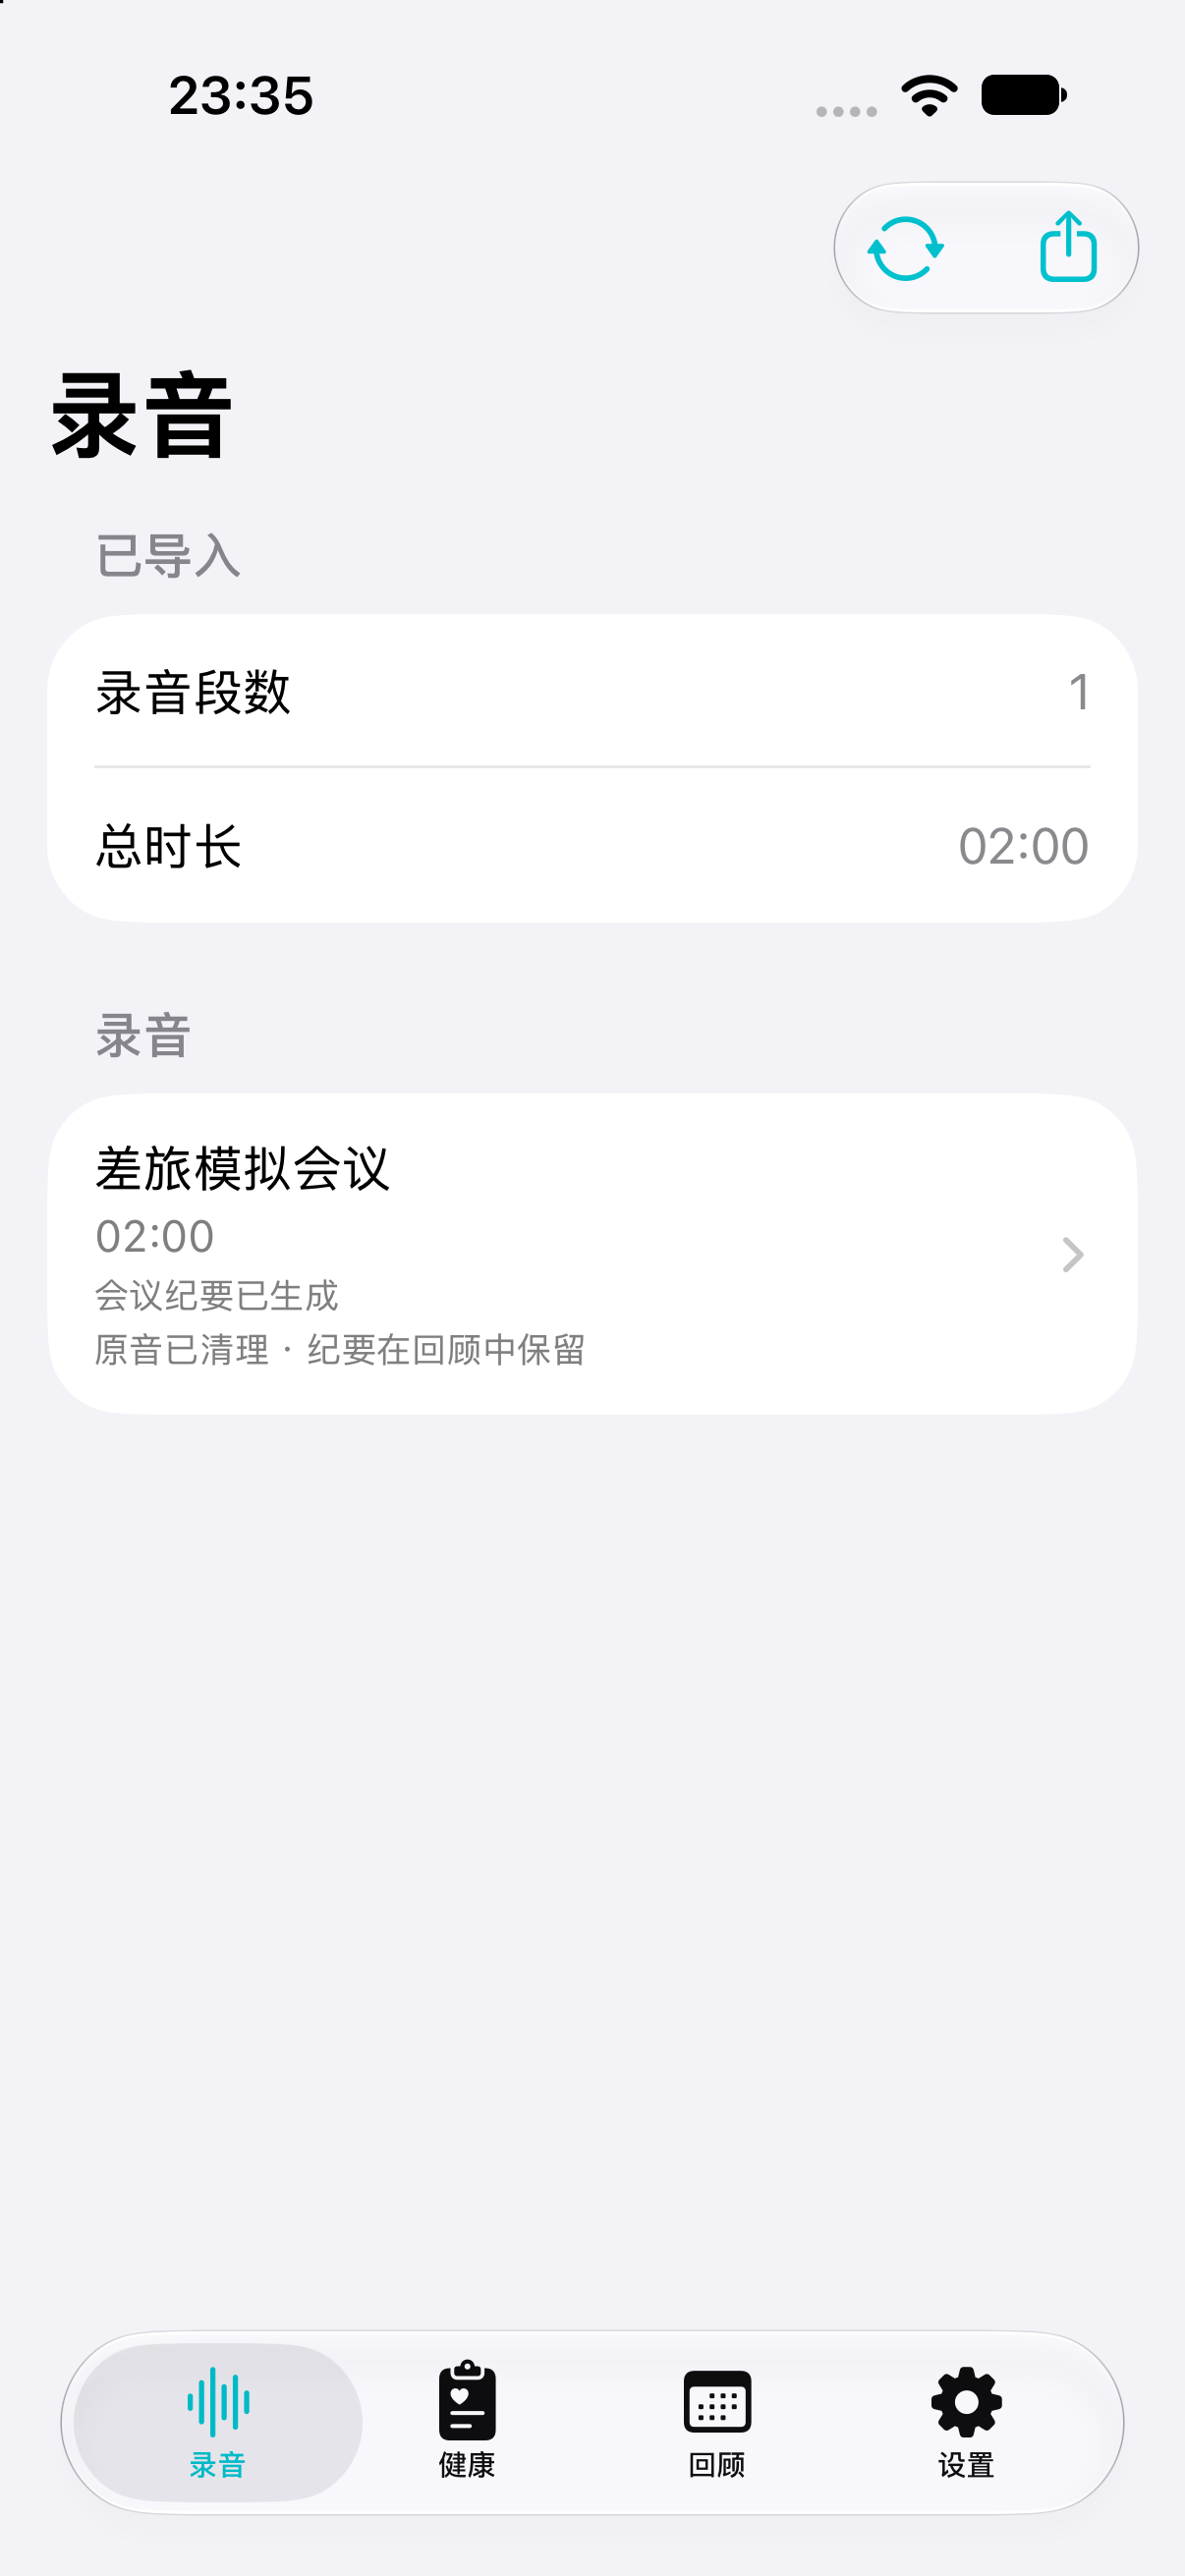 23:35
录音
已导入
录音段数 1
总时长 02:00
录音
差旅模拟会议
02:00
会议纪要已生成
原音已清理 · 纪要在回顾中保留
录音 健康 回顾 设置